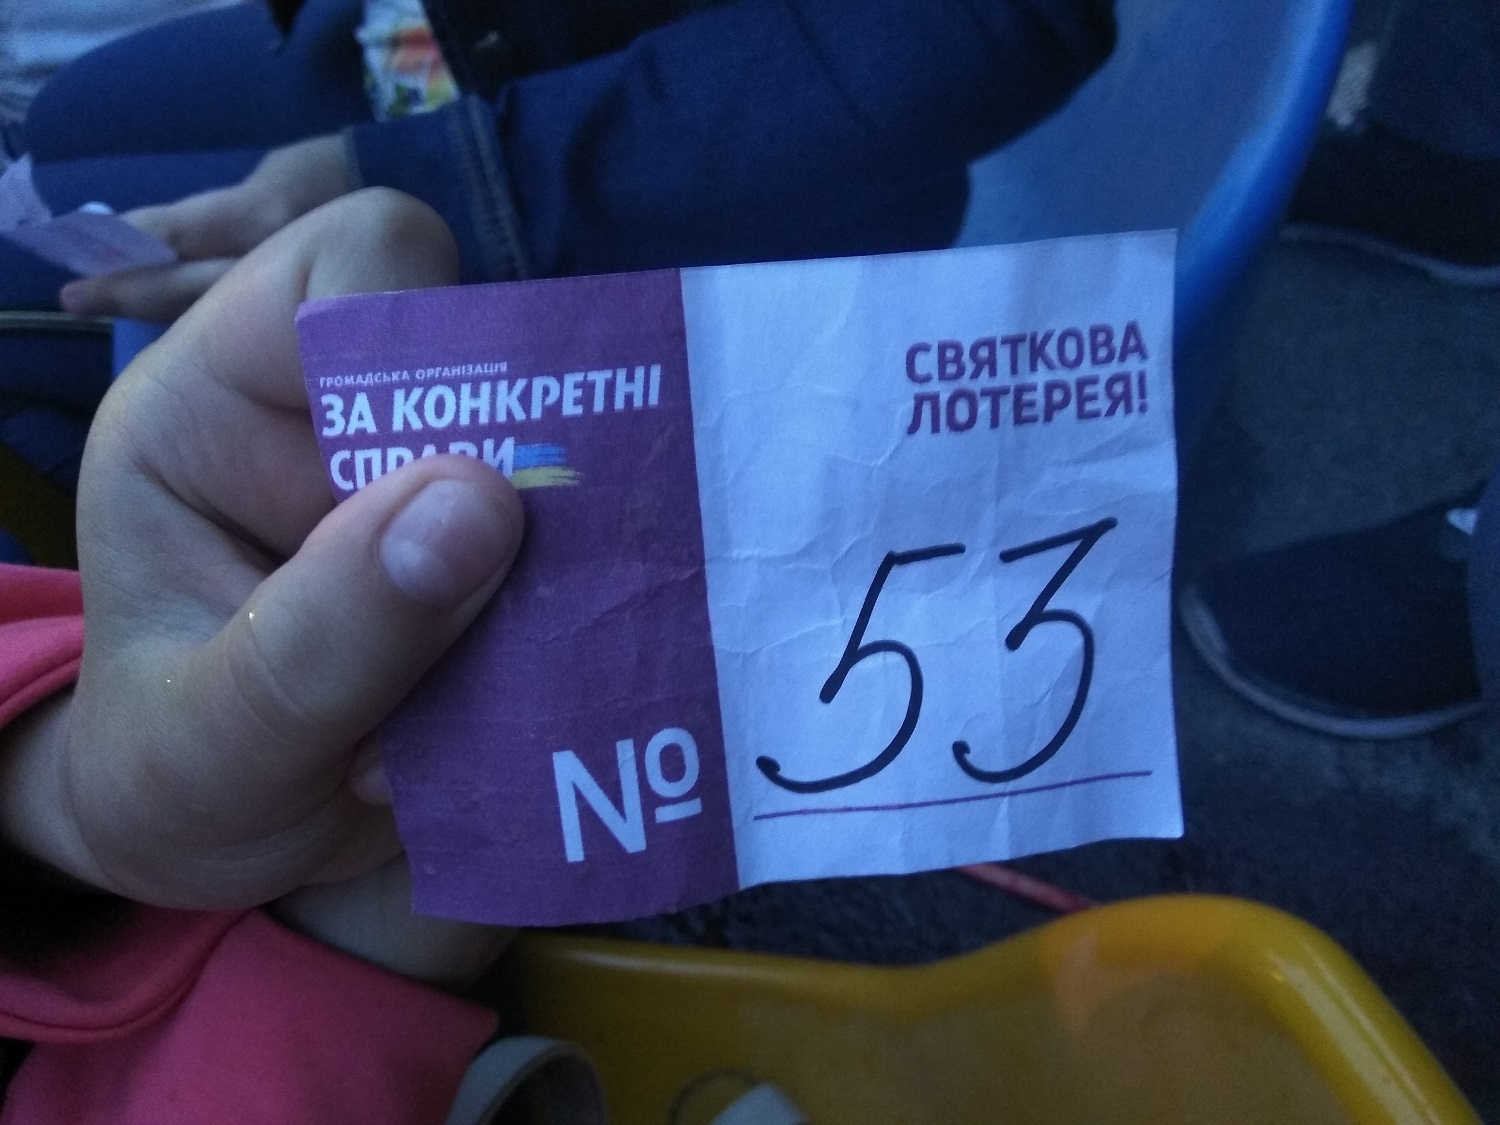 ГРОМАДСЬКА ОРГАНІЗАЦІЯ
ЗА КОНКРЕТНІ
СПРАВИ
СВЯТКОВА
ЛОТЕРЕЯ!
№ 53